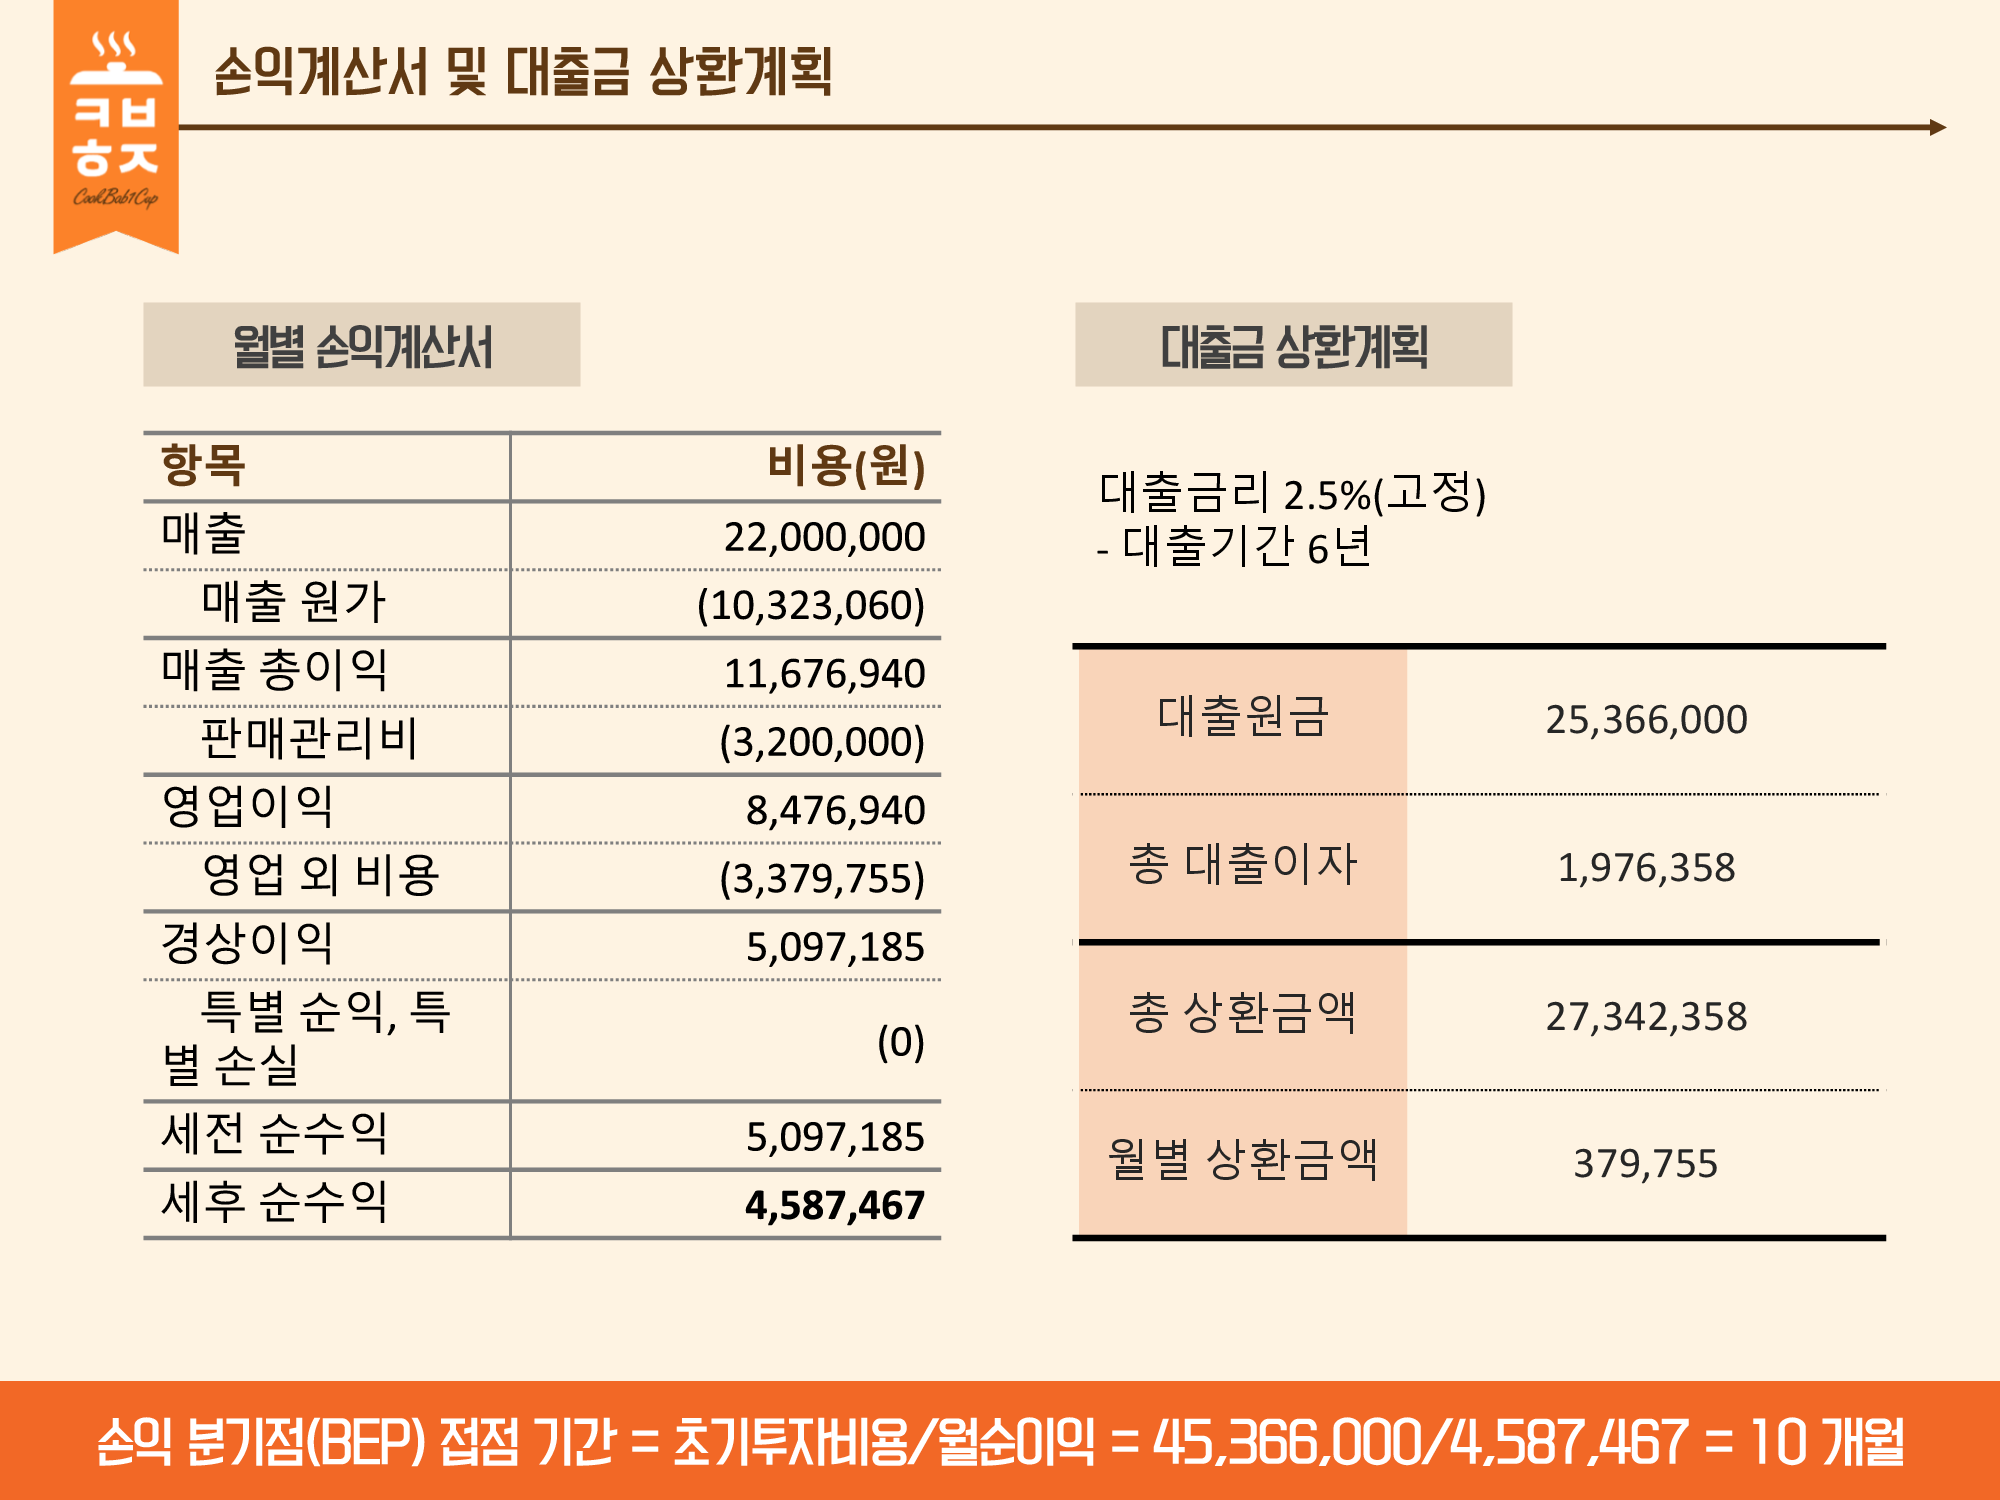 손익계산서 및 대출금 상환계획
ㅋㅂ
ㅎㅈ
CookBab1Cup
월별 손익계산서
항목 비용(원)
매출 22,000,000
매출 원가 (10,323,060)
매출 총이익 11,676,940
판매관리비 (3,200,000)
영업이익 8,476,940
영업 외 비용 (3,379,755)
경상이익 5,097,185
특별 순익, 특
별 손실 (0)
세전 순수익 5,097,185
세후 순수익 4,587,467
대출금 상환계획
대출금리 2.5%(고정)
- 대출기간 6년
대출원금 25,366,000
총 대출이자 1,976,358
총 상환금액 27,342,358
월별 상환금액 379,755
손익 분기점(BEP) 접점 기간 = 초기투자비용/월순이익 = 45,366,000/4,587,467 = 10 개월